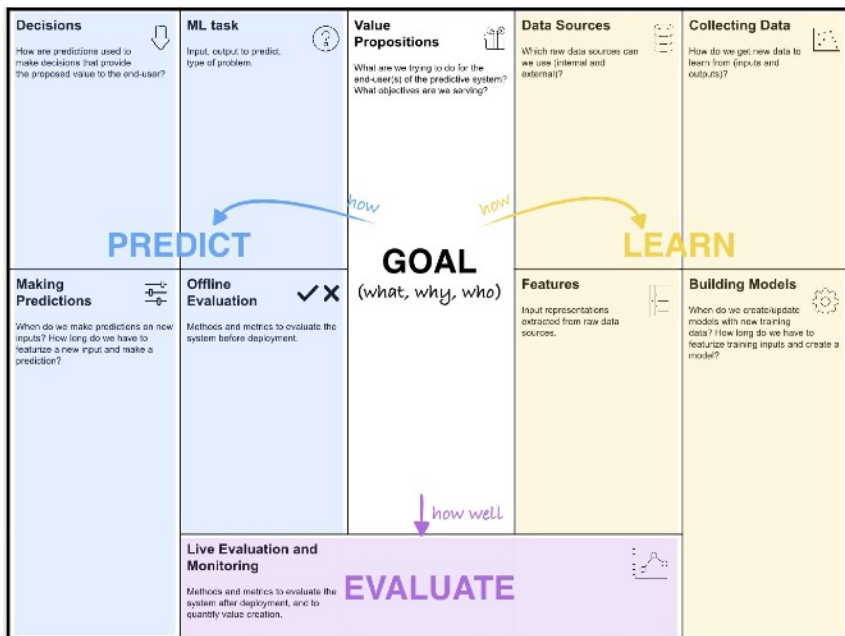 Decisions
How are predictions used to
make decisions that provide
the proposed value to the end-user?
ML task
Input, output to predict,
type of problem.
Value
Propositions
What are we trying to do for the
end-user(s) of the predictive system?
What objectives are we serving?
Data Sources
Which raw data sources can
we use (internal and
external)?
Collecting Data
How do we get new data to
learn from (inputs and
outputs)?
how
how
PREDICT
LEARN
GOAL
(what, why, who)
Making
Predictions
When do we make predictions on new
inputs? How long do we have to
featurize a new input and make a
prediction?
Offline
Evaluation
Methods and metrics to evaluate the
system before deployment.
Features
Input representations
extracted from raw data
sources.
Building Models
When do we create/update
models with new training
data? How long do we have to
featurize training inputs and create a
model?
how well
Live Evaluation and
Monitoring
Methods and metrics to evaluate the
system after deployment, and to
quantify value creation.
EVALUATE